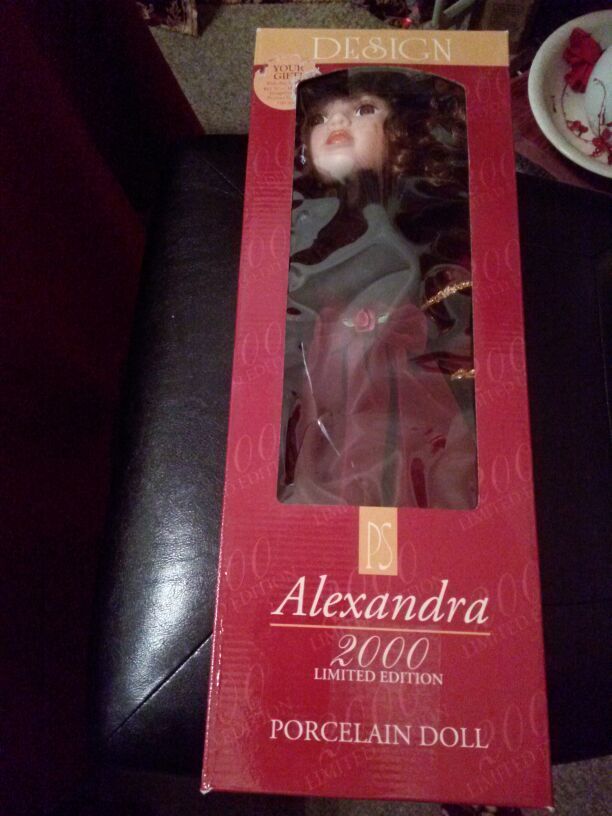 DESIGN
YOUR
GIFT!
PS
Alexandra
2000
LIMITED EDITION
PORCELAIN DOLL